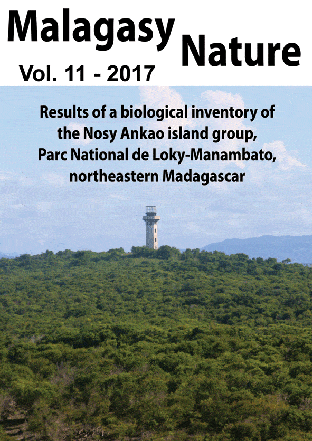 Malagasy
Nature
Vol. 11 - 2017
Results of a biological inventory of
the Nosy Ankao island group,
Parc National de Loky-Manambato,
northeastern Madagascar